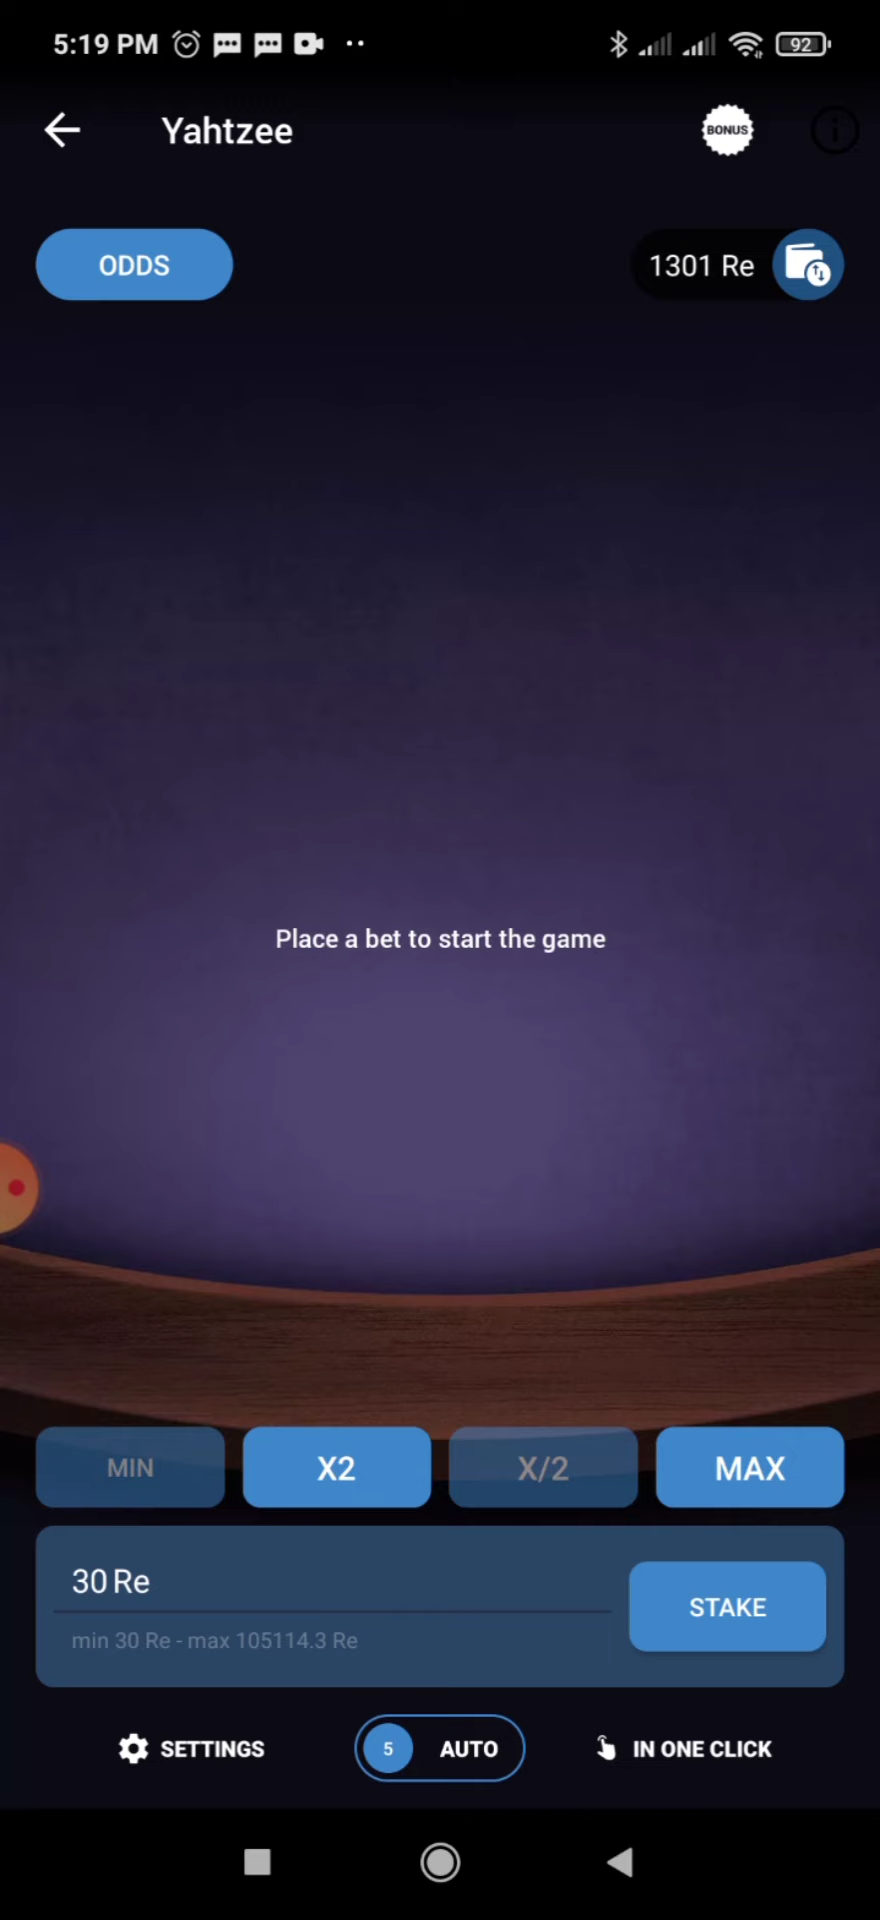 5:19 PM
92
Yahtzee
BONUS
ODDS
1301 Re
Place a bet to start the game
MIN
X2
X/2
MAX
30 Re
STAKE
min 30 Re - max 105114.3 Re
SETTINGS
5
AUTO
IN ONE CLICK